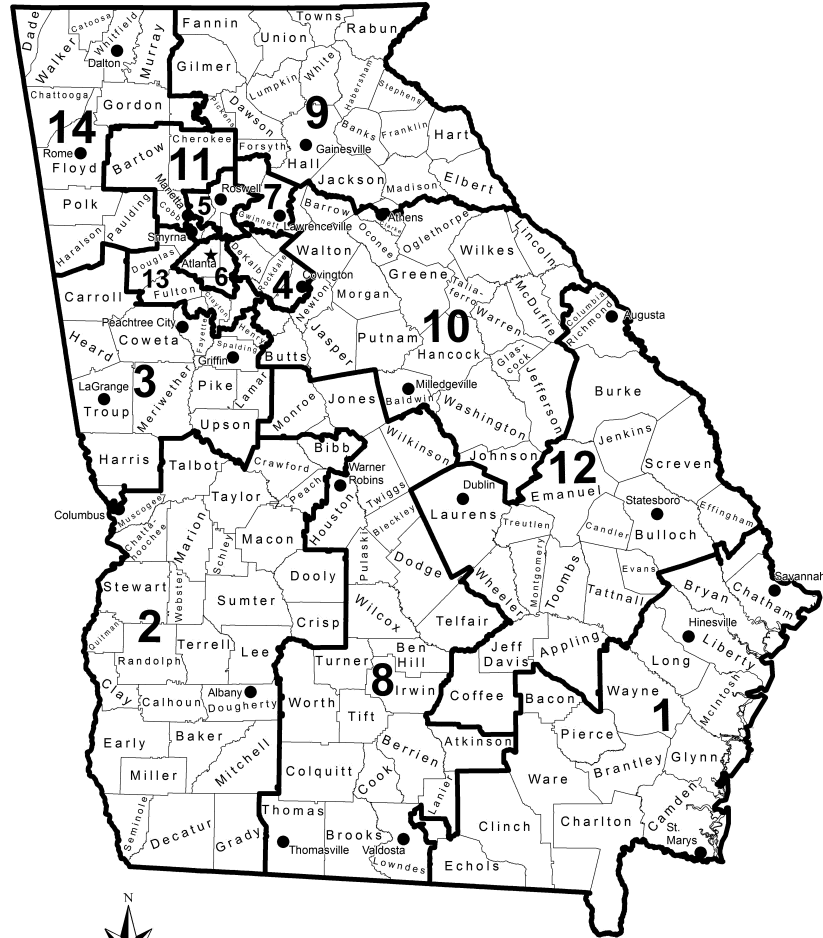 Dade
Catoosa
Whitfield
Walker
Murray
Dalton
Fannin
Towns
Union
Rabun
Gilmer
Lumpkin
White
Habersham
Stephens
Chattooga
Gordon
Pickens
Dawson
9
Banks
Franklin
Hart
14
Cherokee
Forsyth
Hall
Gainesville
Rome
Floyd
Bartow
11
Jackson
Madison
Elbert
Polk
Paulding
Haralson
Marietta
Cobb
Roswell
5
7
Gwinnett
Lawrenceville
Barrow
Athens
Clarke
Oconee
Oglethorpe
Smyrna
Douglas
Atlanta
DeKalb
6
13
Fulton
Rockdale
4
Covington
Newton
Walton
Wilkes
Lincoln
Greene
Talia-
ferro
Morgan
McDuffie
Columbia
Richmond
Augusta
Carroll
Clayton
Peachtree City
Coweta
Fayette
Henry
Spalding
Griffin
Butts
Jasper
Putnam
10
Hancock
Warren
Glas-
cock
Jefferson
Burke
Heard
3
Meriwether
LaGrange
Troup
Pike
Lamar
Upson
Monroe
Jones
Milledgeville
Baldwin
Washington
Jenkins
Screven
Harris
Talbot
Bibb
Wilkinson
Johnson
12
Emanuel
Crawford
Peach
Warner
Robins
Twiggs
Dublin
Laurens
Statesboro
Bulloch
Effingham
Columbus
Muscogee
Chatta-
hoochee
Taylor
Marion
Schley
Macon
Houston
Bleckley
Pulaski
Treutlen
Candler
Evans
Montgomery
Toombs
Tattnall
Stewart
Webster
Sumter
Dooly
Crisp
Dodge
Wheeler
Wilcox
Telfair
Bryan
Chatham
Savannah
Hinesville
Liberty
Long
McIntosh
Quitman
2
Randolph
Terrell
Lee
Turner
Ben
Hill
8
Irwin
Jeff
Davis
Appling
Coffee
Bacon
Wayne
1
Clay
Calhoun
Albany
Dougherty
Worth
Tift
Pierce
Early
Baker
Mitchell
Miller
Colquitt
Cook
Berrien
Atkinson
Lanier
Ware
Brantley
Glynn
Seminole
Decatur
Grady
Thomas
Thomasville
Brooks
Valdosta
Lowndes
Clinch
Echols
Charlton
Camden
St.
Marys
N